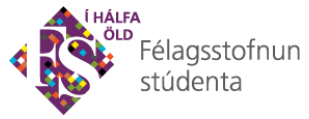 Í HÁLFA
ÖLD
FS
Félagsstofnun
stúdenta